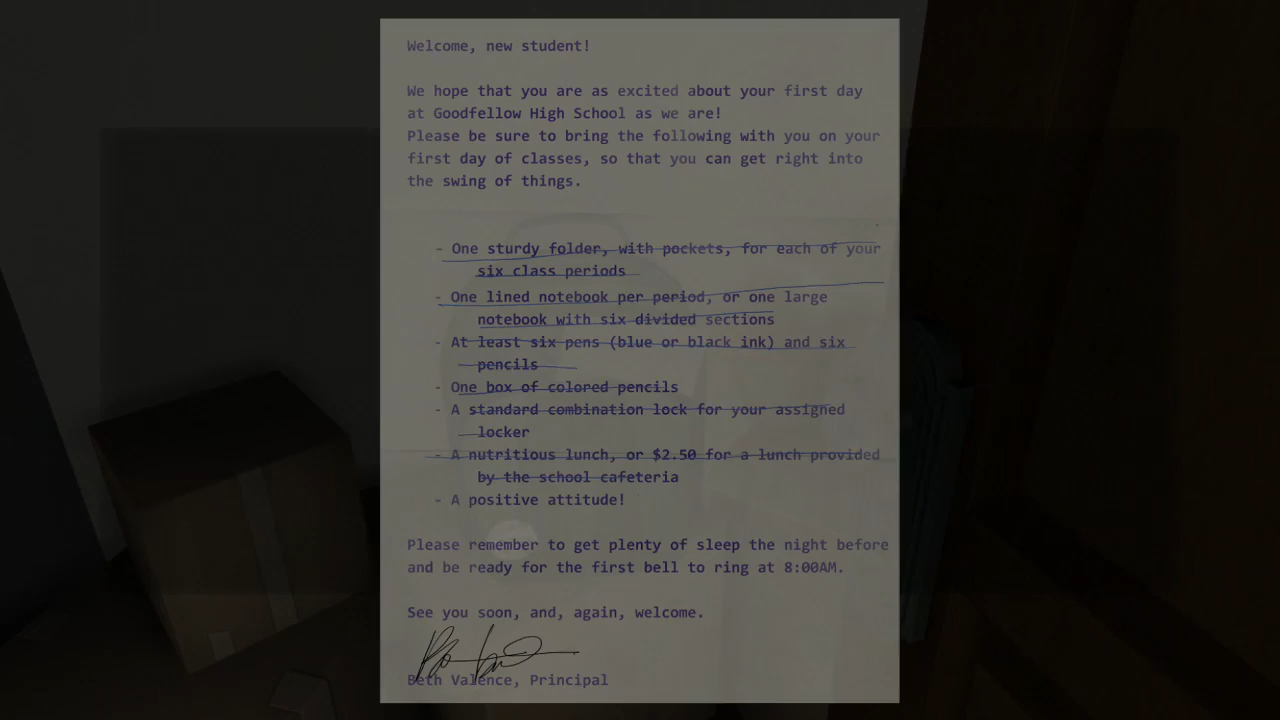 Welcome, new student!
We hope that you are as excited about your first day
at Goodfellow High School as we are!
Please be sure to bring the following with you on your
first day of classes, so that you can get right into
the swing of things.
- One sturdy folder, with pockets, for each of your
six class periods
- One lined notebook per period, or one large
notebook with six divided sections
- At least six pens (blue or black ink) and six
pencils
- One box of colored pencils
- A standard combination lock for your assigned
locker
- A nutritious lunch, or $2.50 for a lunch provided
by the school cafeteria
- A positive attitude!
Please remember to get plenty of sleep the night before
and be ready for the first bell to ring at 8:00AM.
See you soon, and, again, welcome.
Beth Valence, Principal